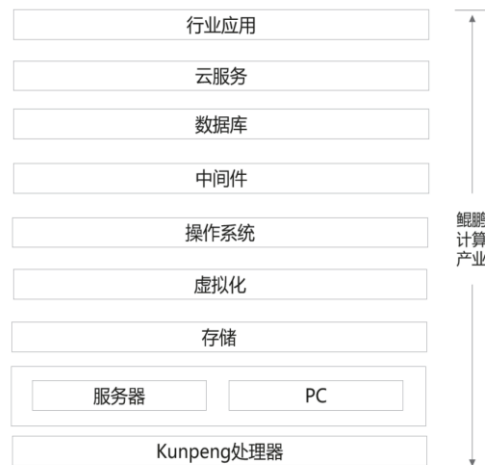 行业应用
云服务
数据库
中间件
操作系统
虚拟化
存储
服务器 PC
Kunpeng处理器
鲲鹏
计算
产业